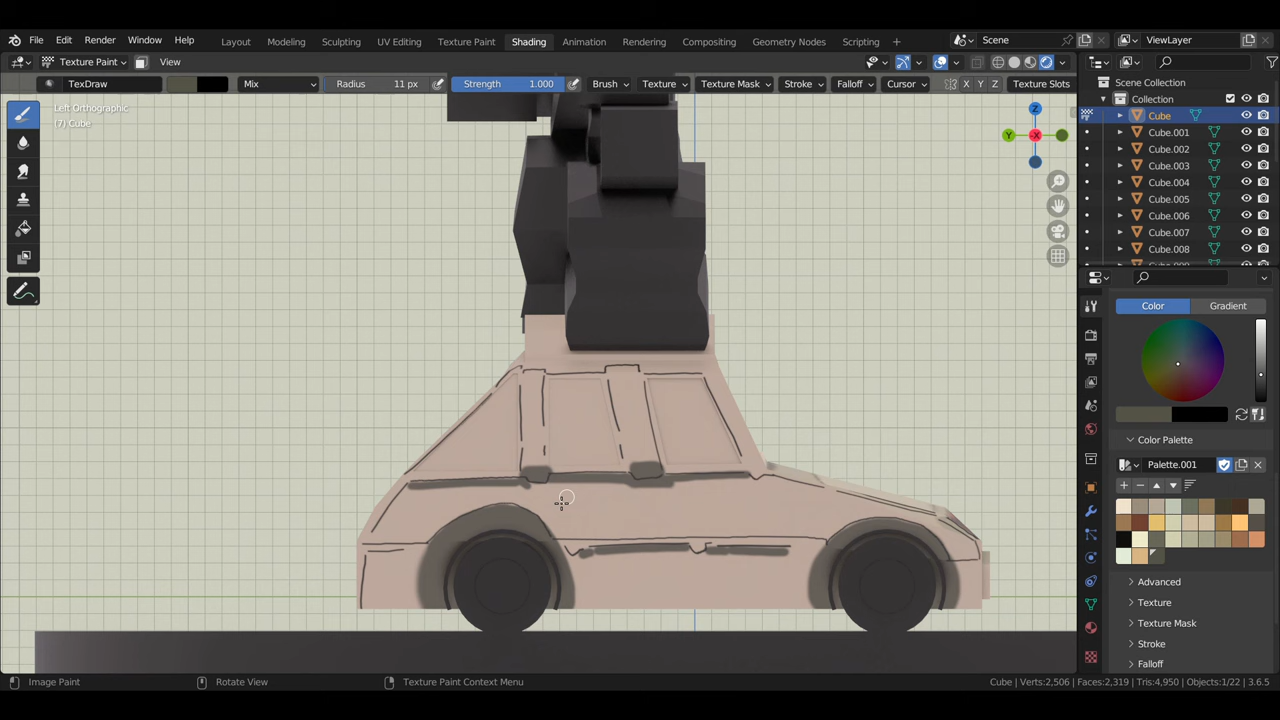 File Edit Render Window Help Layout Modeling Sculpting UV Editing Texture Paint Shading Animation Rendering Compositing Geometry Nodes Scripting + Scene ViewLayer
Texture Paint View
TexDraw Mix Radius 11 px Strength 1.000 Brush Texture Texture Mask Stroke Falloff Cursor X Y Z Texture Slots
Left Orthographic
(7) Cube
Z
Y
-X
Scene Collection
Collection
Cube
Cube.001
Cube.002
Cube.003
Cube.004
Cube.005
Cube.006
Cube.007
Cube.008
Color Gradient
Color Palette
Palette.001
Advanced
Texture
Texture Mask
Stroke
Falloff
Image Paint Rotate View Texture Paint Context Menu Cube | Verts:2,506 | Faces:2,319 | Tris:4,950 | Objects:1/22 | 3.6.5